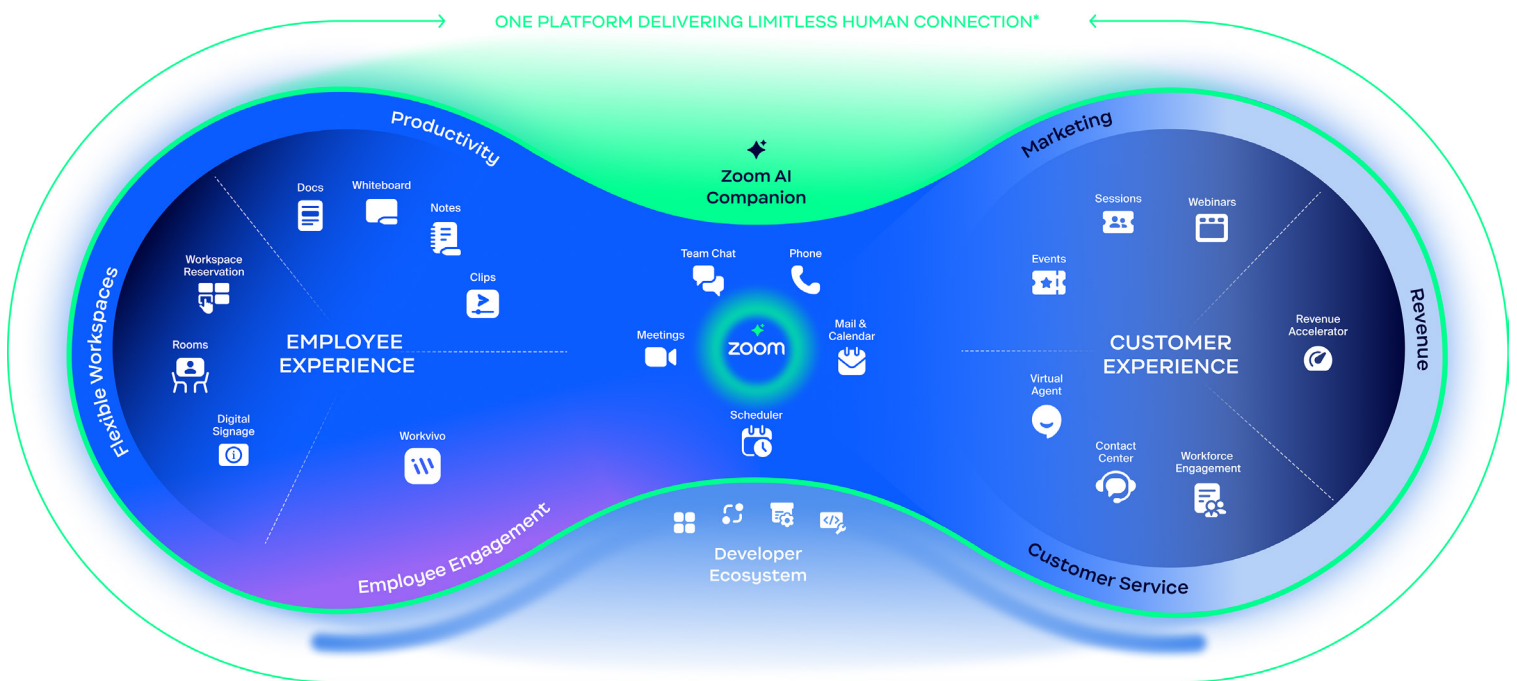 ONE PLATFORM DELIVERING LIMITLESS HUMAN CONNECTION®
Productivity
Docs
Whiteboard
Notes
Clips
Flexible Workspaces
Workspace
Reservation
Rooms
Digital
Signage
EMPLOYEE
EXPERIENCE
Workvivo
Employee Engagement
Zoom AI
Companion
Team Chat
Phone
Meetings
zoom
Mail &
Calendar
Scheduler
Developer
Ecosystem
Marketing
Sessions
Webinars
Events
CUSTOMER
EXPERIENCE
Revenue
Accelerator
Revenue
Virtual
Agent
Contact
Center
Workforce
Engagement
Customer Service